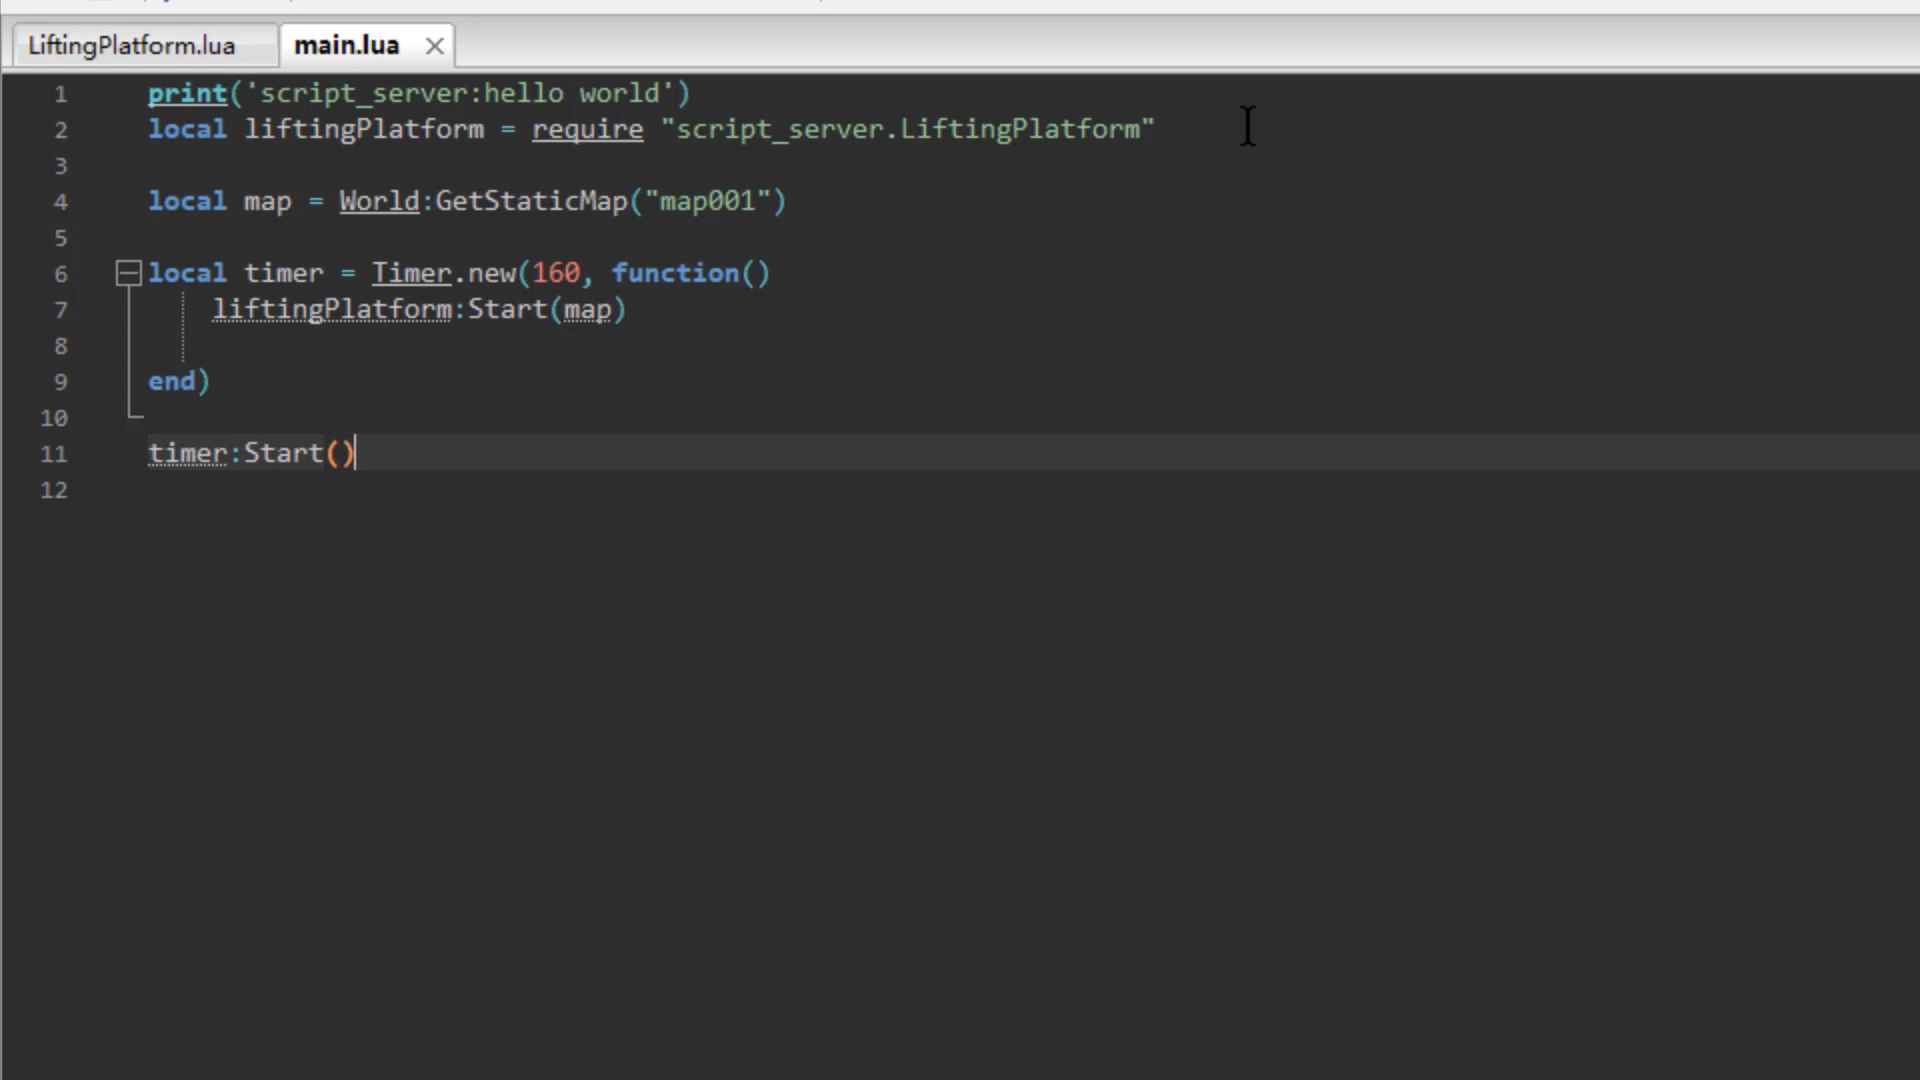 LiftingPlatform.lua main.lua
1 print('script_server:hello world')
2 local liftingPlatform = require "script_server.LiftingPlatform"
3
4 local map = World:GetStaticMap("map001")
5
6 local timer = Timer.new(160, function()
7 liftingPlatform:Start(map)
8
9 end)
10
11 timer:Start()
12